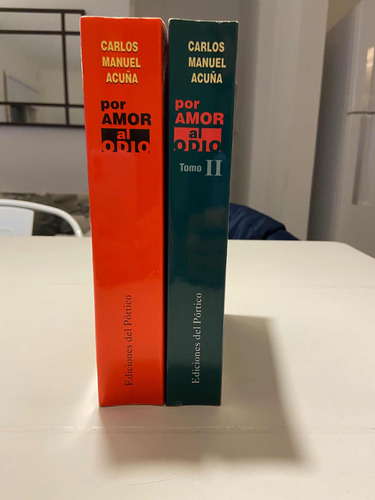 CARLOS
MANUEL
ACUÑA
por
AMOR
al
ODIO
Ediciones del Pórtico
CARLOS
MANUEL
ACUÑA
por
AMOR
al
ODIO
Tomo II
Ediciones del Pórtico